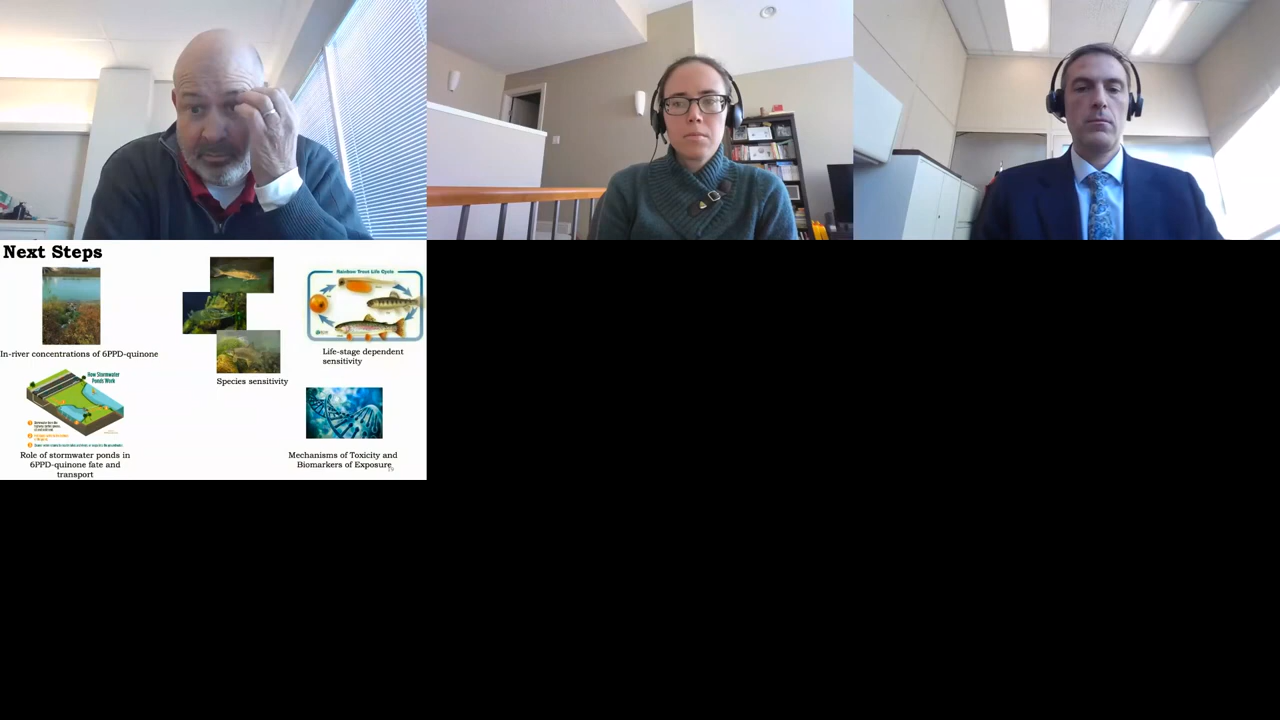 Next Steps
Rainbow Trout Life Cycle
In-river concentrations of 6PPD-quinone
Life-stage dependent
sensitivity
Species sensitivity
How Stormwater
Ponds Work
Role of stormwater ponds in
6PPD-quinone fate and
transport
Mechanisms of Toxicity and
Biomarkers of Exposure